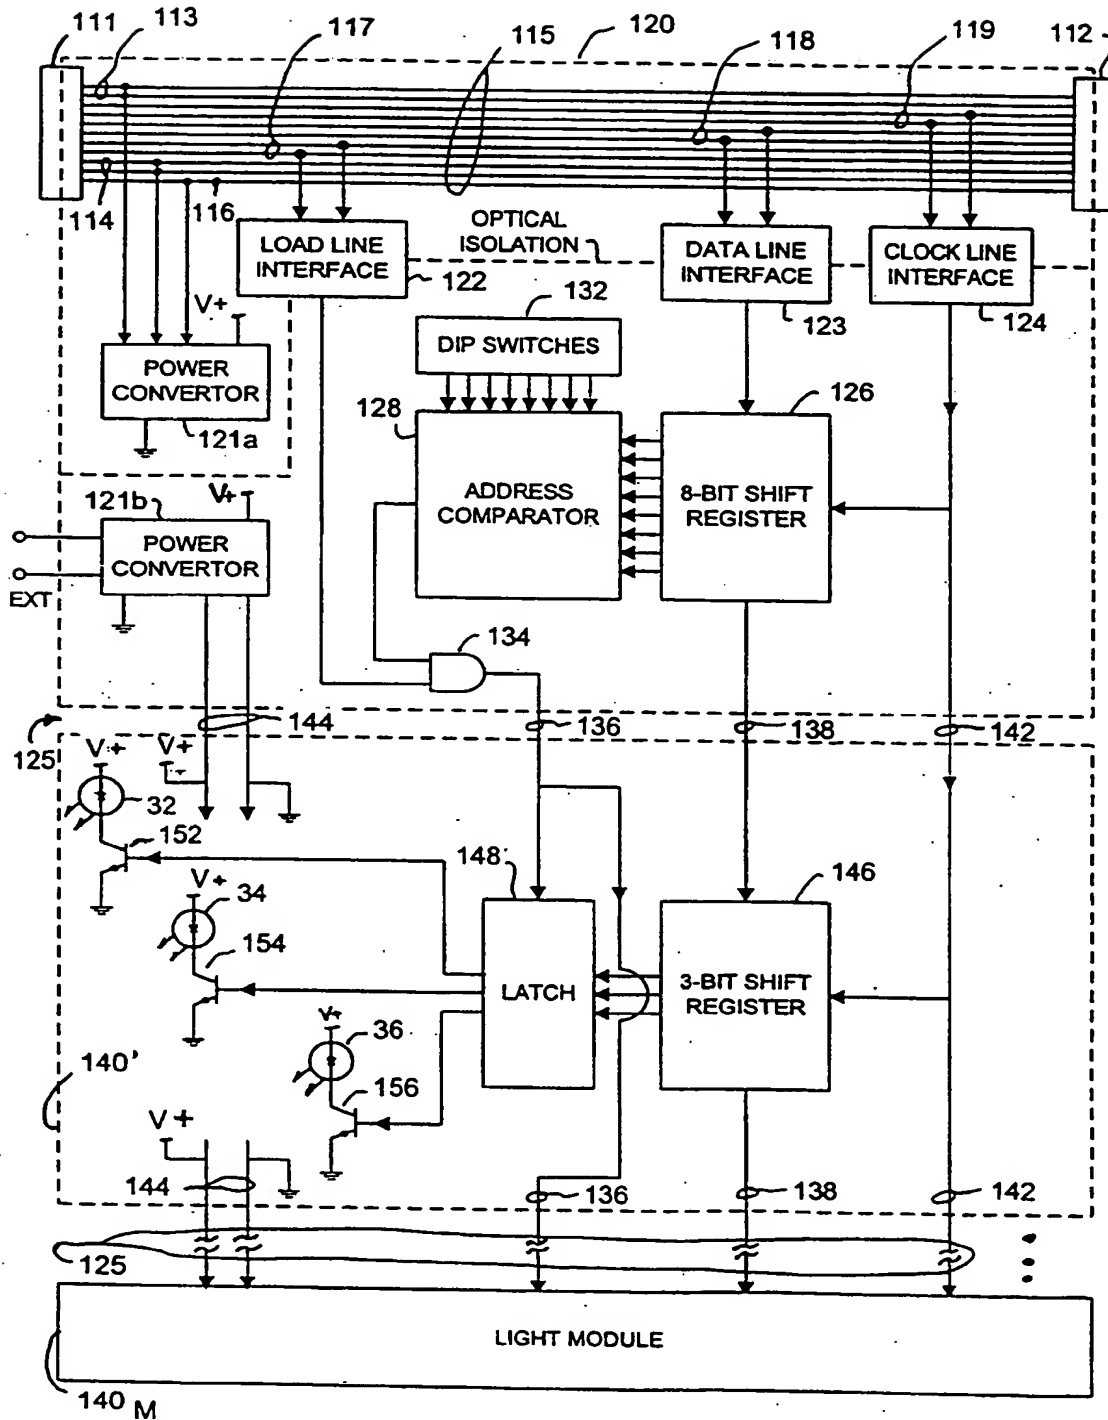 111 113 117 115 120 118 119 112
114 116
LOAD LINE
INTERFACE
122
OPTICAL
ISOLATION
DATA LINE
INTERFACE
123
CLOCK LINE
INTERFACE
124
V+
132
DIP SWITCHES
POWER
CONVERTOR
121a
128
126
ADDRESS
COMPARATOR
8-BIT SHIFT
REGISTER
121b
V+
POWER
CONVERTOR
EXT
134
144 136 138 142
125
V+
V+
32
152
148
146
V+
34
154
LATCH
3-BIT SHIFT
REGISTER
V+
36
156
140'
V+
144 136 138 142
125
LIGHT MODULE
140 M